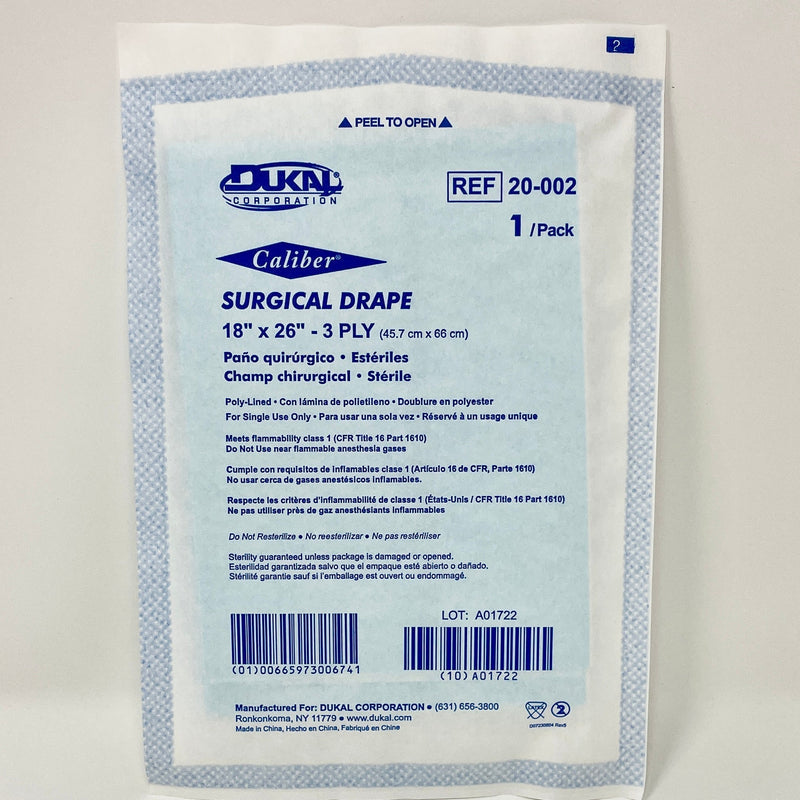 ?
▲ PEEL TO OPEN ▲
DUKAL®
CORPORATION
REF 20-002
1 /Pack
Caliber®
SURGICAL DRAPE
18" x 26" - 3 PLY (45.7 cm x 66 cm)
Paño quirúrgico • Estériles
Champ chirurgical • Stérile
Poly-Lined • Con lámina de polietileno • Doublure en polyester
For Single Use Only • Para usar una sola vez • Réservé à un usage unique
Meets flammability class 1 (CFR Title 16 Part 1610)
Do Not Use near flammable anesthesia gases
Cumple con requisitos de inflamables clase 1 (Artículo 16 de CFR, Parte 1610)
No usar cerca de gases anestésicos inflamables.
Respecte les critères d'inflammabilité de classe 1 (États-Unis / CFR Title 16 Part 1610)
Ne pas utiliser près de gaz anesthésiants inflammables
Do Not Resterilize • No reesterilizar • Ne pas restériliser
Sterility guaranteed unless package is damaged or opened.
Esterilidad garantizada salvo que el empaque esté abierto o dañado.
Stérilité garantie sauf si l'emballage est ouvert ou endommagé.
LOT: A01722
(01)00665973006741
(10)A01722
Manufactured For: DUKAL CORPORATION • (631) 656-3800
Ronkonkoma, NY 11779 • www.dukal.com
Made in China, Hecho en China, Fabriqué en Chine
LATEX
2